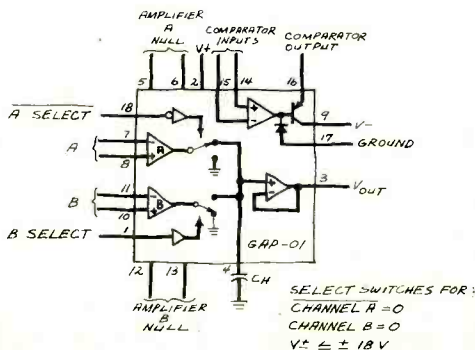 AMPLIFIER
A
NULL
V+
COMPARATOR
INPUTS
COMPARATOR
OUTPUT
5
6
2
15
14
16
A SELECT
18
9
V-
17
GROUND
A
7
-
A
8
+
+
-
3
VOUT
+
-
B
11
-
B
10
+
B SELECT
1
GAP-01
12
13
4
CH
AMPLIFIER
B
NULL
SELECT SWITCHES FOR:
CHANNEL A = 0
CHANNEL B = 0
V± ≤ ± 18 V